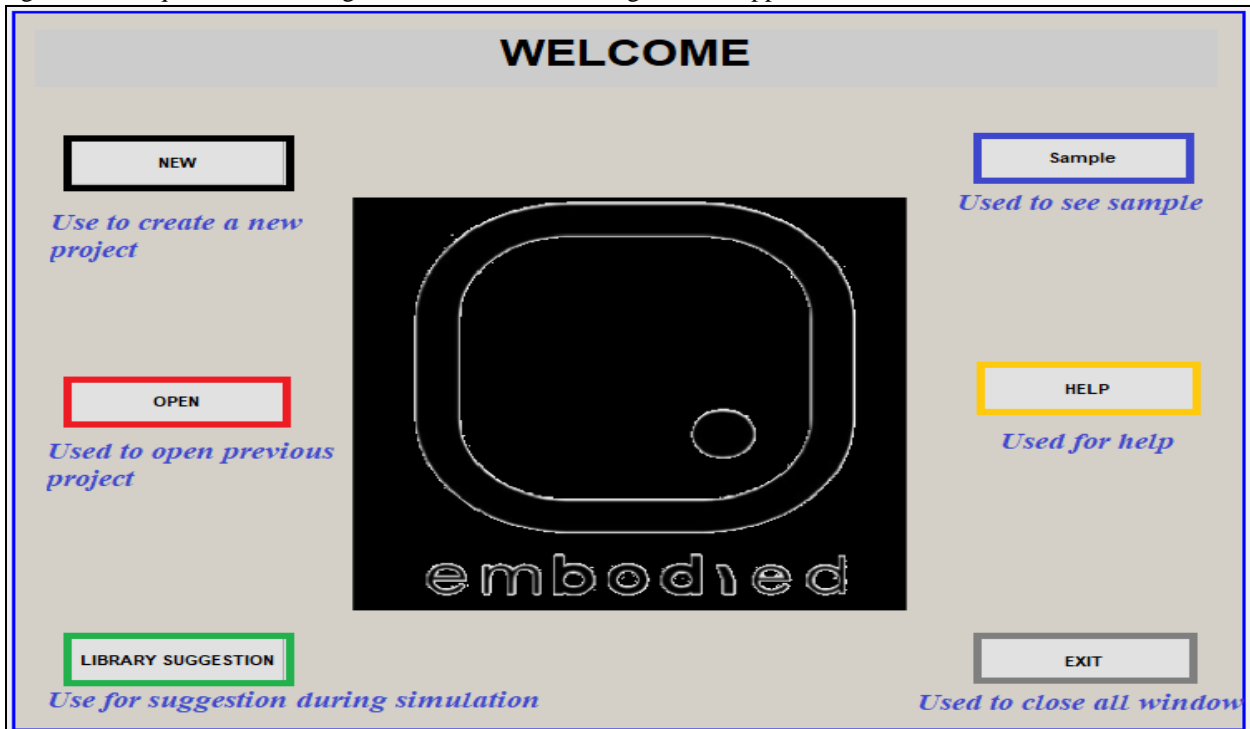 WELCOME
NEW
Use to create a new
project
Sample
Used to see sample
OPEN
Used to open previous
project
HELP
Used for help
embodied
LIBRARY SUGGESTION
Use for suggestion during simulation
EXIT
Used to close all window